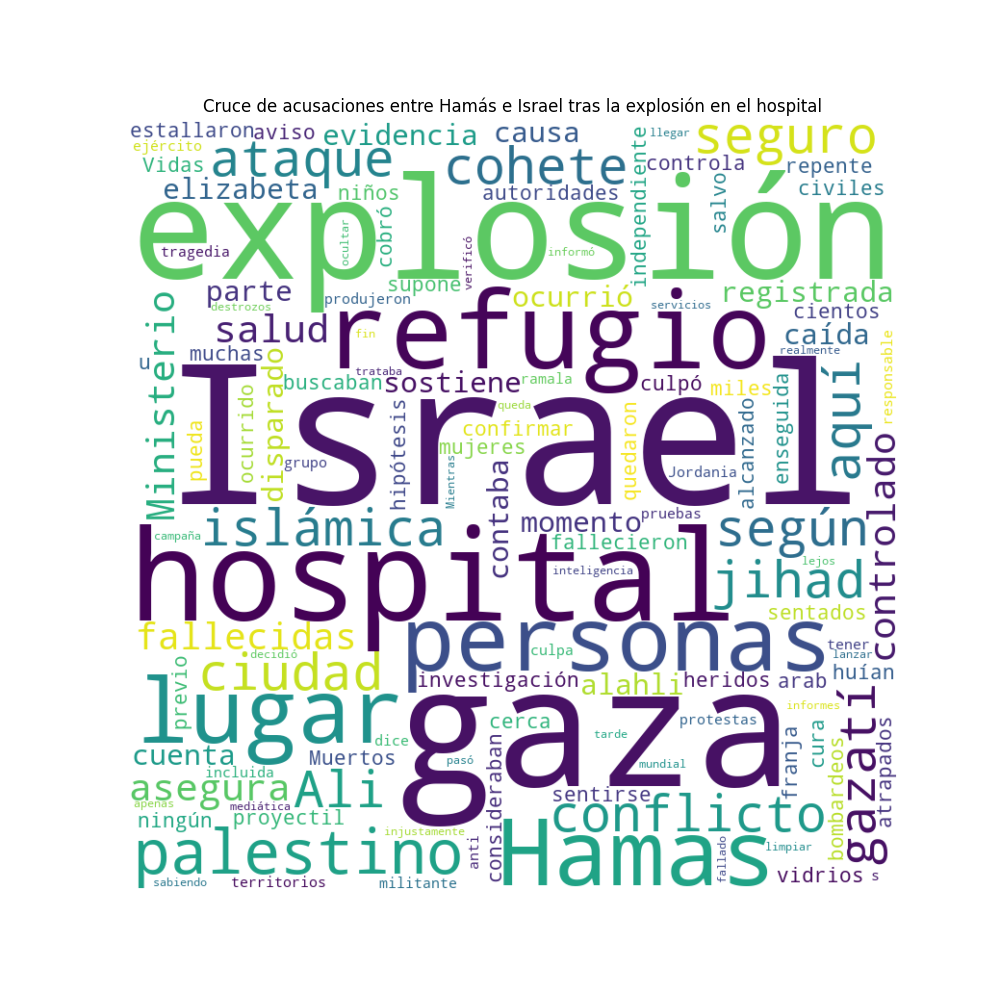 Cruce de acusaciones entre Hamás e Israel tras la explosión en el hospital
estallaron
aviso
evidencia
causa
llegar
seguro
ejército
Vidas
ataque
cohete
independiente
controla
repente
elizabeta
niños
autoridades
salvo
civiles
explosión
tragedia
ocultar
cobró
verificó
informó
supone
parte
produjeron
ocurrió
servicios
registrada
destrozos
Ministerio
salud
refugio
cientos
fin
caída
realmente
responsable
u
muchas
trataba
buscaban
sostiene
ramala
culpó
miles
aquí
Israel
pueda
ocurrido
disparado
hipótesis
queda
confirmar
quedaron
alcanzado
enseguida
grupo
mujeres
Mientras
contaba
Jordania
controlado
islámica
momento
pruebas
según
campaña
fallecieron
hospital
inteligencia
lejos
jihad
sentados
fallecidas
personas
decidió
culpa
tener
lanzar
previo
ciudad
investigación
alahli
heridos
arab
huían
lugar
gaza
cerca
protestas
informes
gazatí
dice
tarde
franja
cura
cuenta
Muertos
pasó
mundial
bombardeos
atrapados
incluida
asegura
Ali
consideraban
sentirse
apenas
mediática
ningún
proyectil
conflicto
injustamente
palestino
anti
Hamas
fallado
limpiar
vidrios
s
sabiendo
territorios
militante